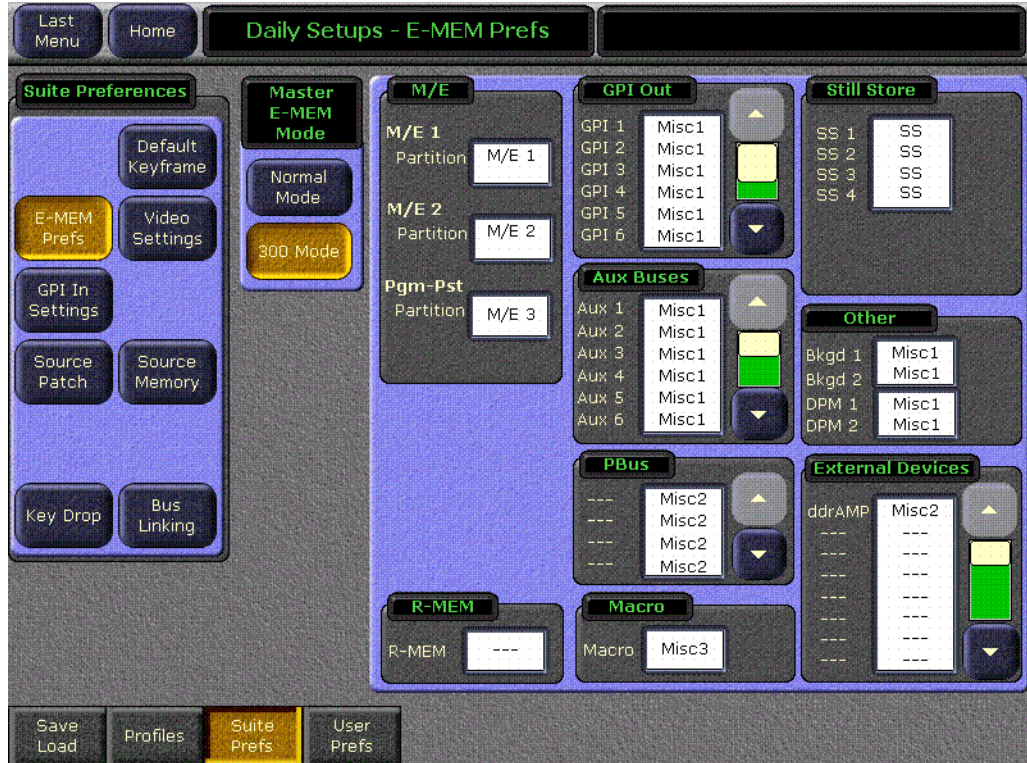 Last Menu
Home
Daily Setups - E-MEM Prefs
Suite Preferences
Default Keyframe
E-MEM Prefs
Video Settings
GPI In Settings
Source Patch
Source Memory
Key Drop
Bus Linking
Master E-MEM Mode
Normal Mode
300 Mode
M/E
M/E 1
Partition M/E 1
M/E 2
Partition M/E 2
Pgm-Pst
Partition M/E 3
GPI Out
GPI 1 Misc1
GPI 2 Misc1
GPI 3 Misc1
GPI 4 Misc1
GPI 5 Misc1
GPI 6 Misc1
Aux Buses
Aux 1 Misc1
Aux 2 Misc1
Aux 3 Misc1
Aux 4 Misc1
Aux 5 Misc1
Aux 6 Misc1
PBus
--- Misc2
--- Misc2
--- Misc2
--- Misc2
R-MEM
R-MEM ---
Macro
Macro Misc3
Still Store
SS 1 SS
SS 2 SS
SS 3 SS
SS 4 SS
Other
Bkgd 1 Misc1
Bkgd 2 Misc1
DPM 1 Misc1
DPM 2 Misc1
External Devices
ddrAMP Misc2
--- ---
--- ---
--- ---
--- ---
--- ---
--- ---
--- ---
Save Load
Profiles
Suite Prefs
User Prefs